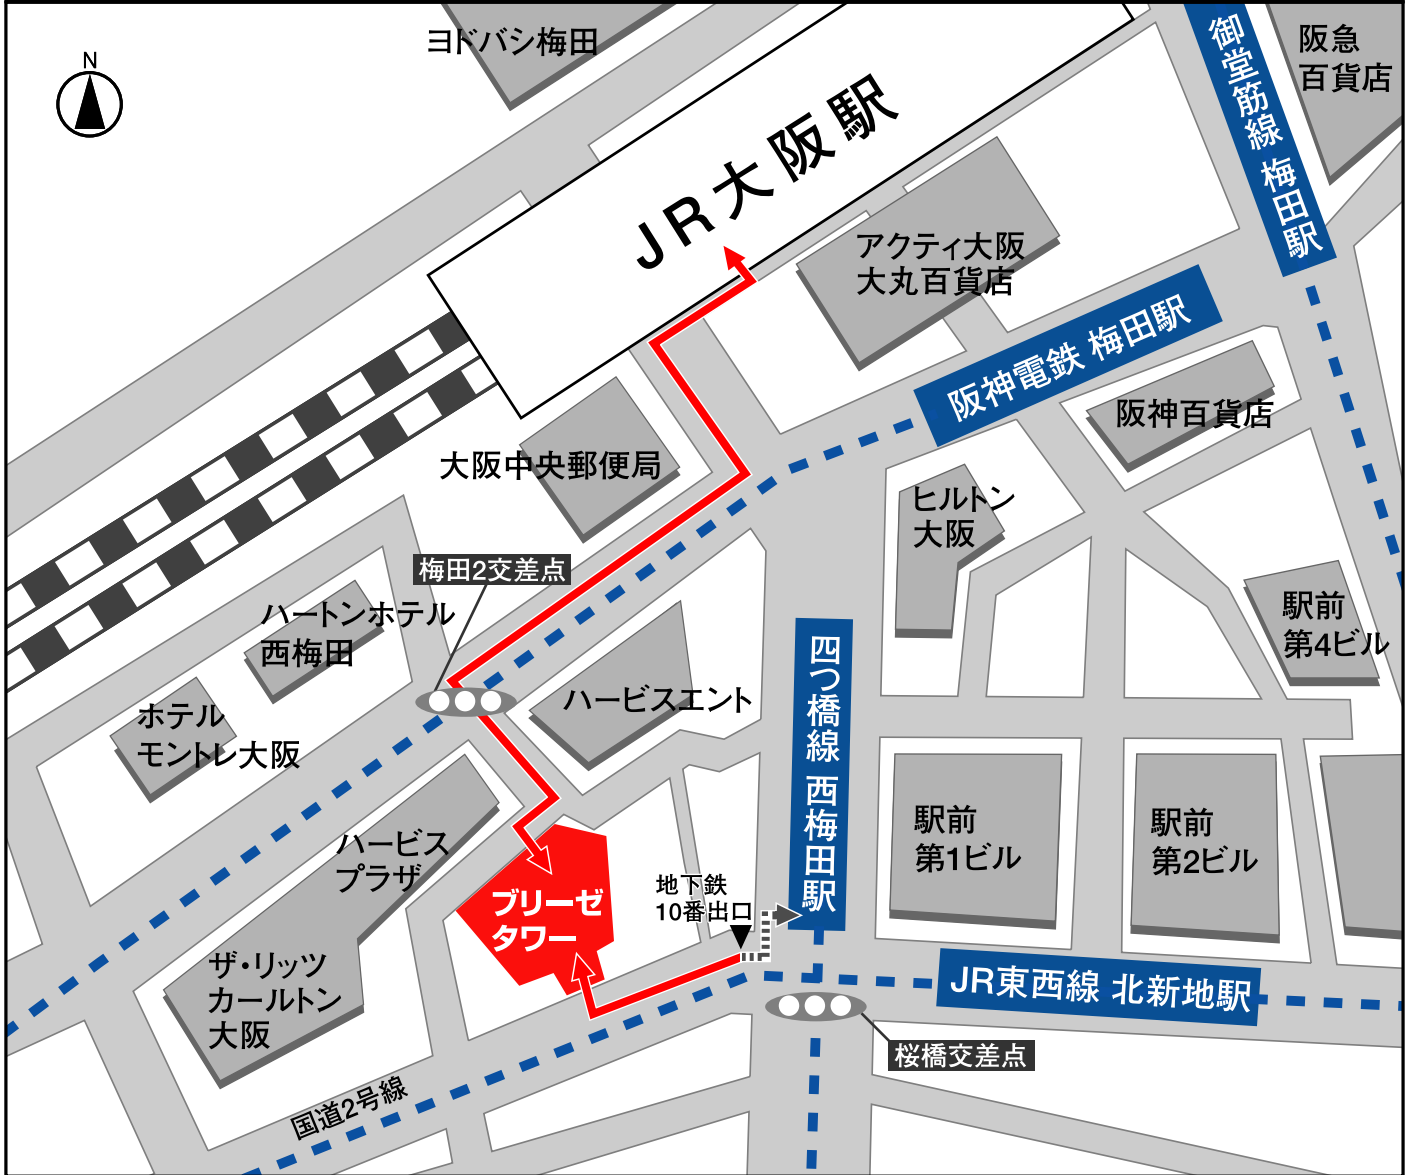 N
ヨドバシ梅田
JR大阪駅
御堂筋線 梅田駅
阪急
百貨店
アクティ大阪
大丸百貨店
阪神電鉄 梅田駅
阪神百貨店
大阪中央郵便局
ヒルトン
大阪
梅田2交差点
ハートンホテル
西梅田
駅前
第4ビル
ホテル
モントレ大阪
ハービスエント
四つ橋線 西梅田駅
ハービス
プラザ
駅前
第1ビル
駅前
第2ビル
ブリーゼ
タワー
地下鉄
10番出口
ザ・リッツ
カールトン
大阪
JR東西線 北新地駅
桜橋交差点
国道2号線